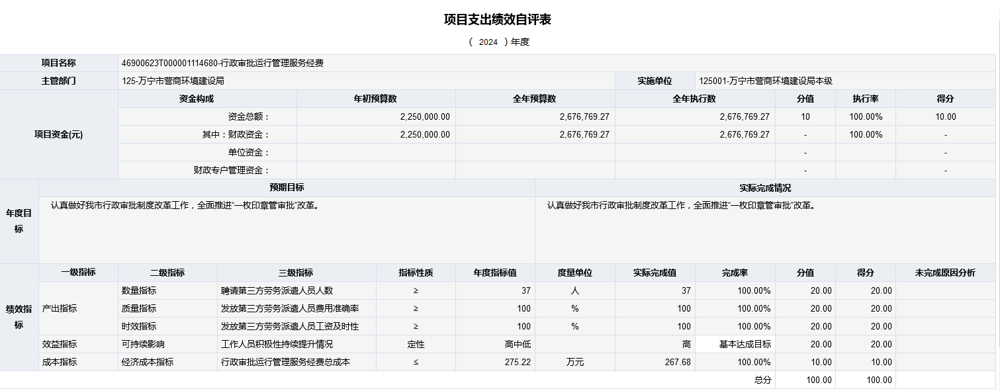 项目支出绩效自评表
( 2024 ) 年度
项目名称 46900623T000001114680-行政审批运行管理服务经费
主管部门 125-万宁市营商环境建设局 实施单位 125001-万宁市营商环境建设局本级
项目资金(元) 资金构成 年初预算数 全年预算数 全年执行数 分值 执行率 得分
资金总额： 2,250,000.00 2,676,769.27 2,676,769.27 10 100.00% 10.00
其中：财政资金： 2,250,000.00 2,676,769.27 2,676,769.27 - 100.00% -
单位资金： - -
财政专户管理资金： - -
年度目标 预期目标 实际完成情况
认真做好我市行政审批制度改革工作，全面推进“一枚印章管审批”改革。 认真做好我市行政审批制度改革工作，全面推进“一枚印章管审批”改革。
绩效指标 一级指标 二级指标 三级指标 指标性质 年度指标值 度量单位 实际完成值 完成率 分值 得分 未完成原因分析
产出指标 数量指标 聘请第三方劳务派遣人员人数 ≥ 37 人 37 100.00% 20.00 20.00
质量指标 发放第三方劳务派遣人员费用准确率 ≥ 100 % 100 100.00% 20.00 20.00
时效指标 发放第三方劳务派遣人员工资及时性 ≥ 100 % 100 100.00% 20.00 20.00
效益指标 可持续影响 工作人员积极性持续提升情况 定性 高中低 高 基本达成目标 20.00 20.00
成本指标 经济成本指标 行政审批运行管理服务经费总成本 ≤ 275.22 万元 267.68 100.00% 10.00 10.00
总分 100.00 100.00